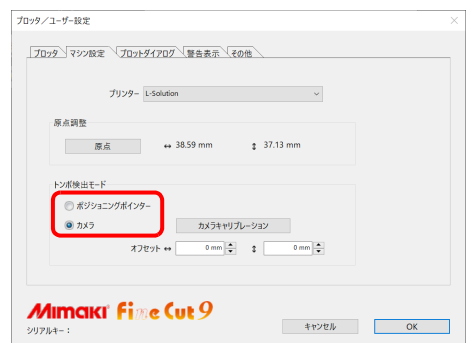 プロッタ／ユーザー設定
プロッタ マシン設定 プロットダイアログ 警告表示 その他
プリンター L-Solution
原点調整
原点 ↔ 38.59 mm ↕ 37.13 mm
トンボ検出モード
ポジショニングポインター
カメラ カメラキャリブレーション
オフセット ↔ 0 mm ↕ 0 mm
Mimaki Fine Cut 9
シリアルキー： キャンセル OK